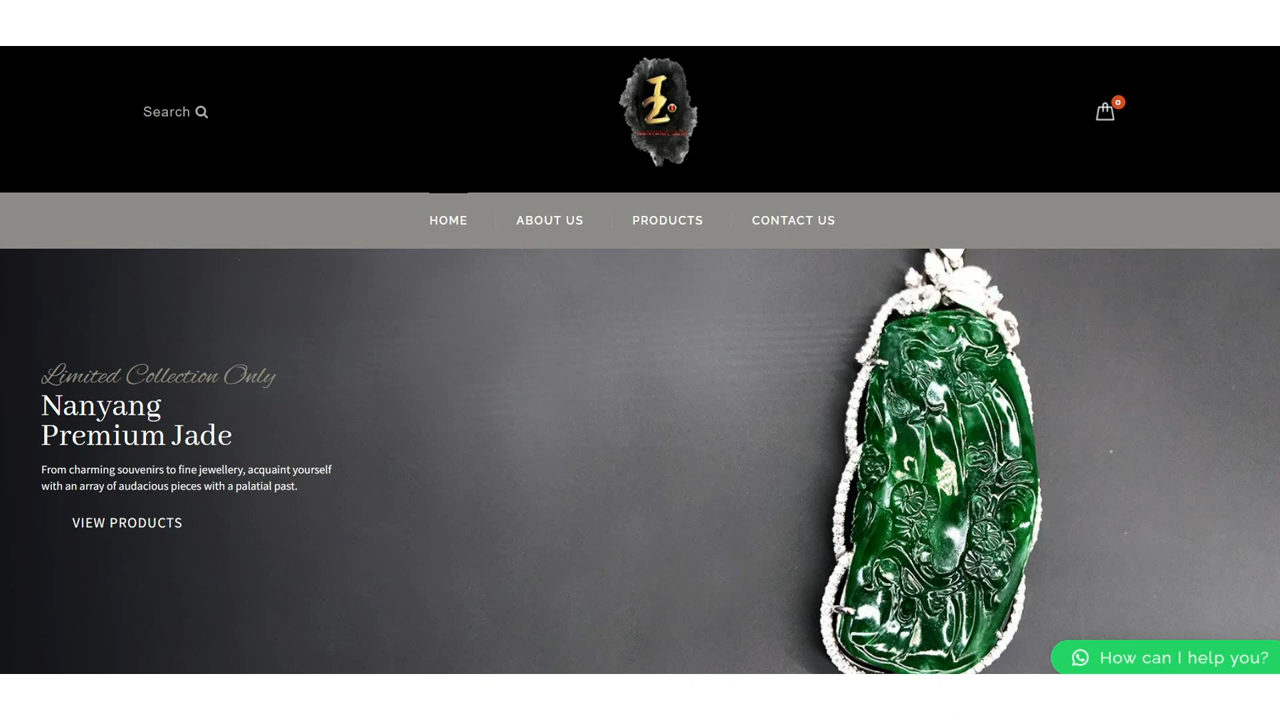 Search
0
HOME
ABOUT US
PRODUCTS
CONTACT US
Limited Collection Only
Nanyang
Premium Jade
From charming souvenirs to fine jewellery, acquaint yourself
with an array of audacious pieces with a palatial past.
VIEW PRODUCTS
How can I help you?